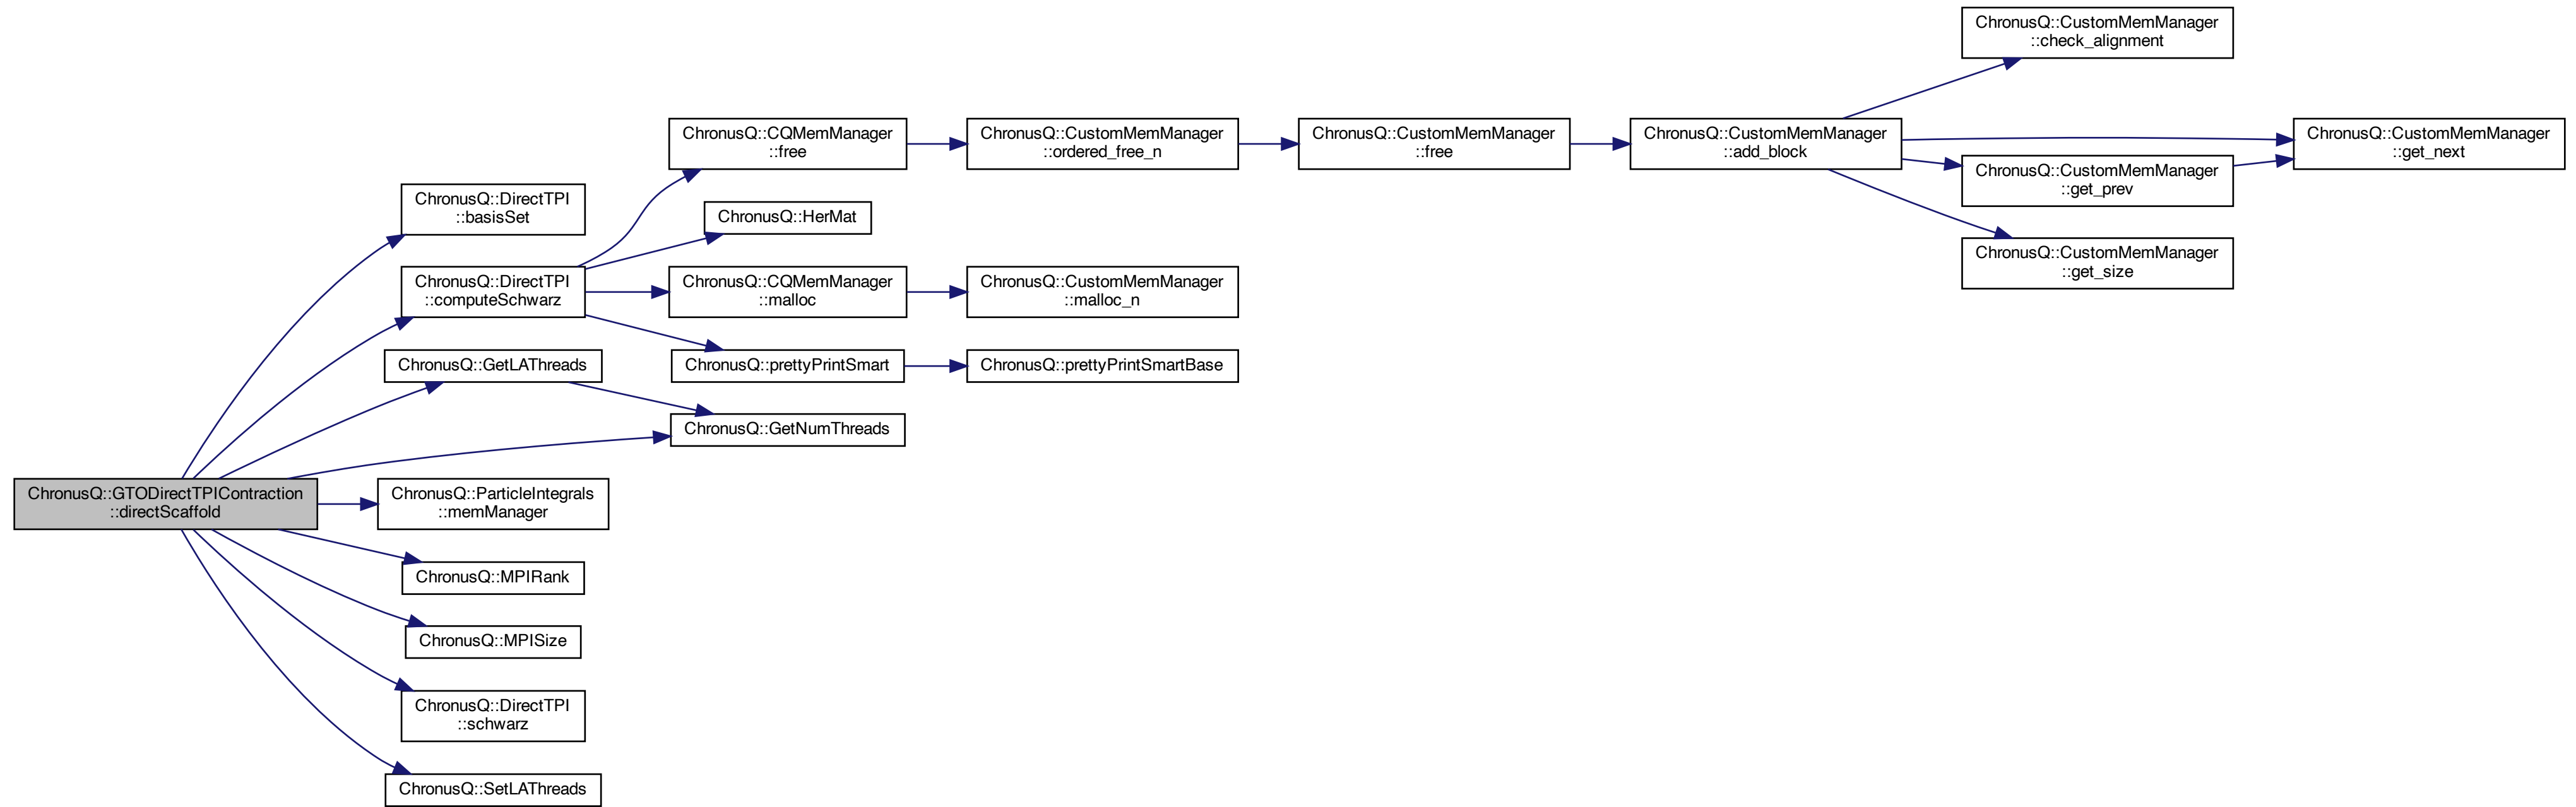 ChronusQ::GTODirectTPIContraction
::directScaffold
ChronusQ::DirectTPI
::basisSet
ChronusQ::DirectTPI
::computeSchwarz
ChronusQ::GetLAThreads
ChronusQ::ParticleIntegrals
::memManager
ChronusQ::MPIRank
ChronusQ::MPISize
ChronusQ::DirectTPI
::schwarz
ChronusQ::SetLAThreads
ChronusQ::CQMemManager
::free
ChronusQ::HerMat
ChronusQ::CQMemManager
::malloc
ChronusQ::prettyPrintSmart
ChronusQ::GetNumThreads
ChronusQ::CustomMemManager
::ordered_free_n
ChronusQ::CustomMemManager
::malloc_n
ChronusQ::prettyPrintSmartBase
ChronusQ::CustomMemManager
::free
ChronusQ::CustomMemManager
::add_block
ChronusQ::CustomMemManager
::check_alignment
ChronusQ::CustomMemManager
::get_prev
ChronusQ::CustomMemManager
::get_size
ChronusQ::CustomMemManager
::get_next